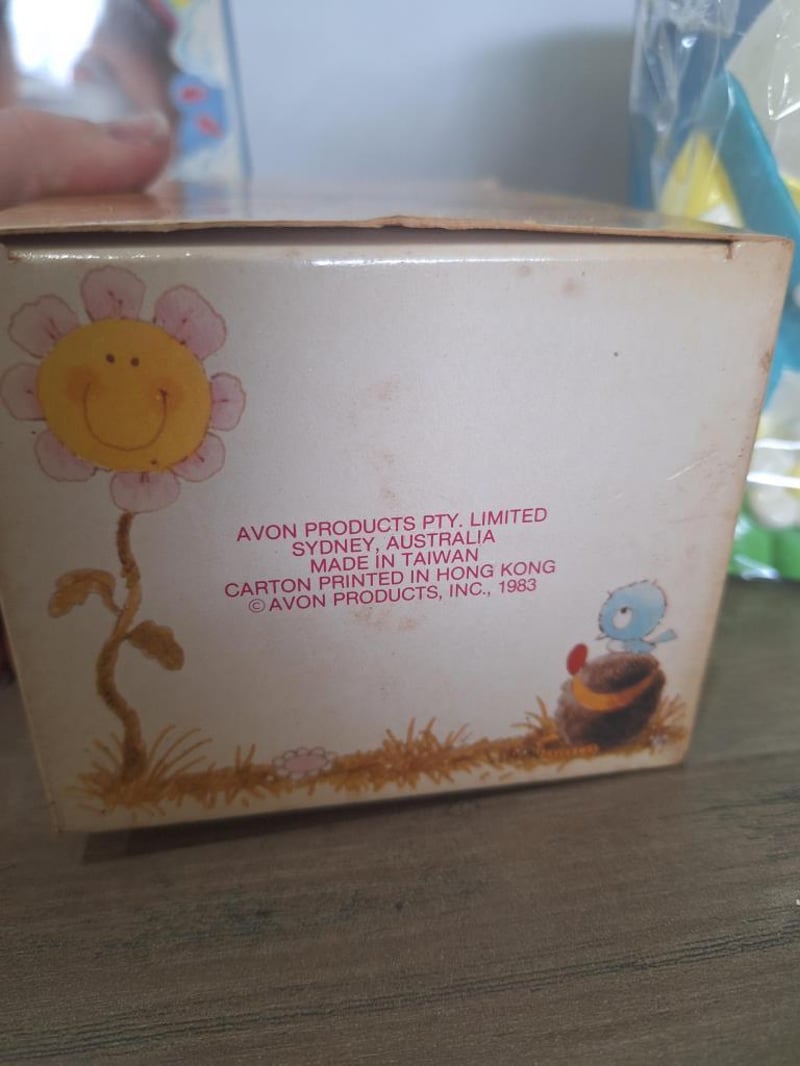 AVON PRODUCTS PTY. LIMITED
SYDNEY, AUSTRALIA
MADE IN TAIWAN
CARTON PRINTED IN HONG KONG
©AVON PRODUCTS, INC., 1983